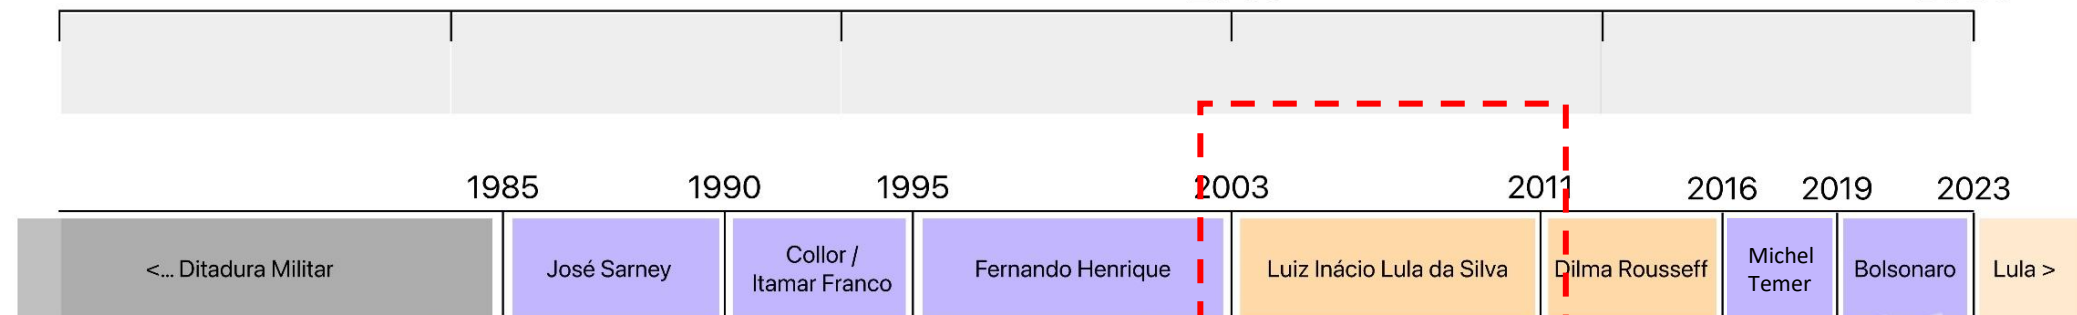 1985 1990 1995 2003 2011 2016 2019 2023
<... Ditadura Militar
José Sarney
Collor /
Itamar Franco
Fernando Henrique
Luiz Inácio Lula da Silva
Dilma Rousseff
Michel
Temer
Bolsonaro
Lula >